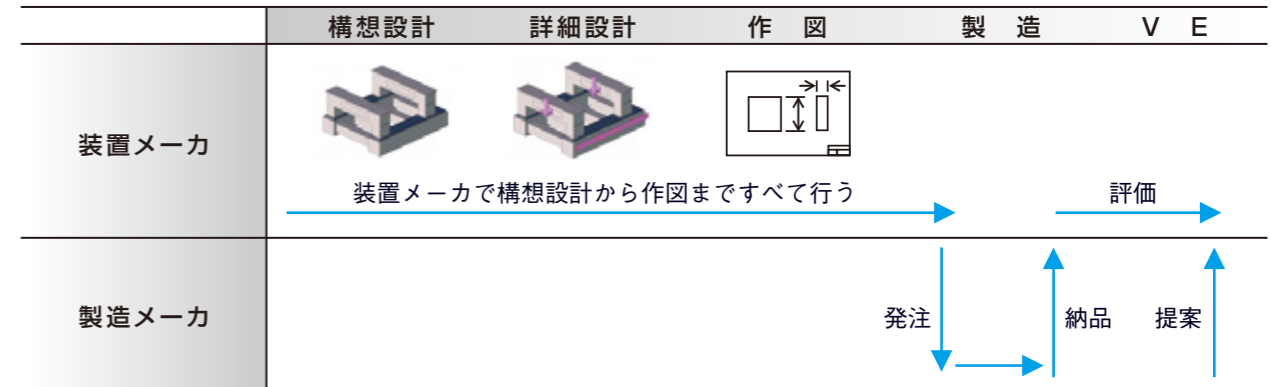 構想設計 詳細設計 作 図 製 造 V E
装置メーカ
装置メーカで構想設計から作図まですべて行う 評価
製造メーカ
発注 納品 提案